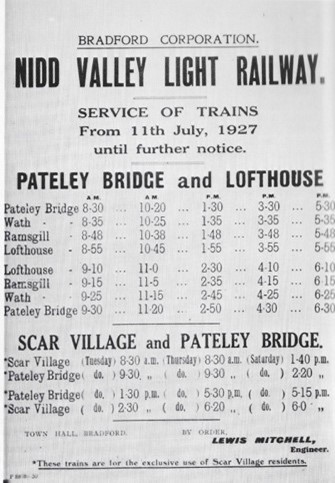 BRADFORD CORPORATION.
NIDD VALLEY LIGHT RAILWAY.
SERVICE OF TRAINS
From 11th July, 1927
until further notice.
PATELEY BRIDGE and LOFTHOUSE
A.M. A.M. P.M. P.M. P.M.
Pateley Bridge 8-30 ... 10-20 ... 1-30 ... 3-30 ... 5-30
Wath - 8-35 ... 10-25 ... 1-35 ... 3-35 ... 5-35
Ramsgill - 8-48 ... 10-38 ... 1-48 ... 3-48 ... 5-48
Lofthouse - 8-55 ... 10-45 ... 1-55 ... 3-55 ... 5-55
Lofthouse - 9-10 ... 11-0 ... 2-30 ... 4-10 ... 6-10
Ramsgill - 9-15 ... 11-5 ... 2-35 ... 4-15 ... 6-15
Wath - 9-25 ... 11-15 ... 2-45 ... 4-25 ... 6-25
Pateley Bridge 9-30 ... 11-20 ... 2-50 ... 4-30 ... 6-30
SCAR VILLAGE and PATELEY BRIDGE.
*Scar Village (Tuesday) 8-30 a.m. (Thursday) 8-30 a.m. (Saturday) 1-40 p.m.
*Pateley Bridge ( do. ) 9-30 ,, ( do. ) 9-30 ,, ( do. ) 2-20 ,,
*Pateley Bridge ( do. ) 1-30 p.m. ( do. ) 5-30 p.m. ( do. ) 5-15 p.m.
*Scar Village ( do. ) 2-30 ,, ( do. ) 6-20 ,, ( do. ) 6-0 ,,
TOWN HALL, BRADFORD. BY ORDER,
LEWIS MITCHELL,
Engineer.
*These trains are for the exclusive use of Scar Village residents.